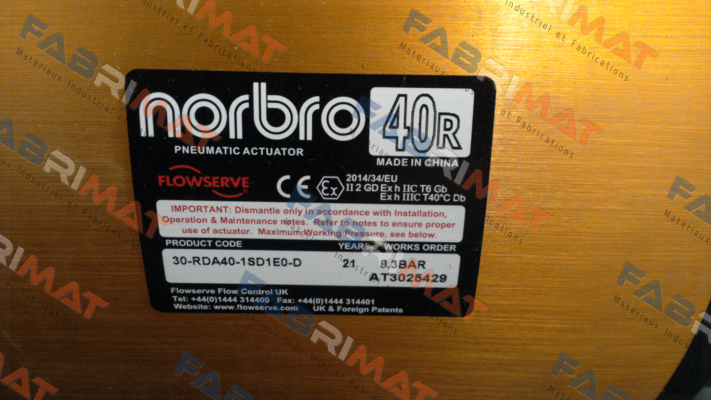 norbro 40R
PNEUMATIC ACTUATOR
MADE IN CHINA
FLOWSERVE
CE Ex
2014/34/EU
II 2 GD Ex h IIC T6 Gb
Ex h IIIC T40°C Db
IMPORTANT: Dismantle only in accordance with Installation,
Operation & Maintenance notes. Refer to notes to ensure proper
use of actuator. Maximum Working Pressure, see below.
PRODUCT CODE YEAR WORKS ORDER
30-RDA40-1SD1E0-D 21 8.3BAR
AT3025429
Flowserve Flow Control UK
Tel: +44(0)1444 314400 Fax: +44(0)1444 314401
Website: www.flowserve.com UK & Foreign Patents
FABRIMAT
Materiaux Industriel et Fabrications